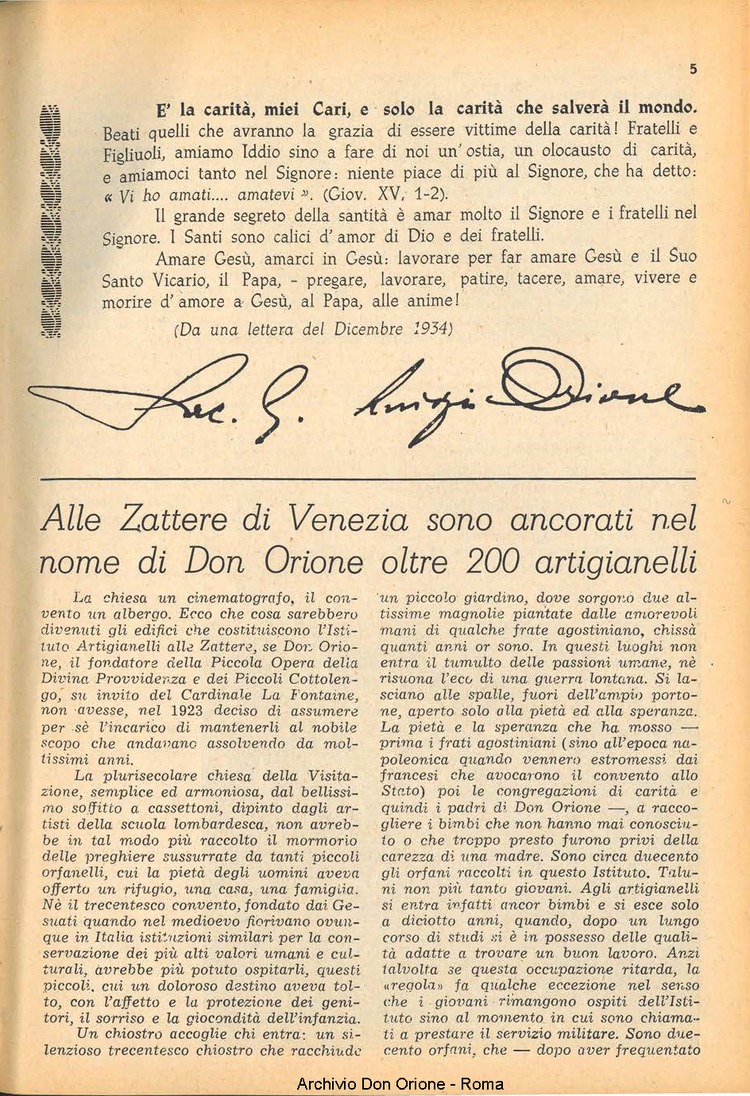 5
E' la carità, miei Cari, e solo la carità che salverà il mondo.
Beati quelli che avranno la grazia di essere vittime della carità! Fratelli e
Figliuoli, amiamo Iddio sino a fare di noi un' ostia, un olocausto di carità,
e amiamoci tanto nel Signore: niente piace di più al Signore, che ha detto:
« Vi ho amati.... amatevi ». (Giov. XV, 1-2).
Il grande segreto della santità è amar molto il Signore e i fratelli nel
Signore. I Santi sono calici d' amor di Dio e dei fratelli.
Amare Gesù, amarci in Gesù: lavorare per far amare Gesù e il Suo
Santo Vicario, il Papa, - pregare, lavorare, patire, tacere, amare, vivere e
morire d' amore a Gesù, al Papa, alle anime!
(Da una lettera del Dicembre 1934)
Sac. G. Luigi Orione
Alle Zattere di Venezia sono ancorati nel
nome di Don Orione oltre 200 artigianelli
La chiesa un cinematografo, il con-
vento un albergo. Ecco che cosa sarebbero
divenuti gli edifici che costituiscono l'Isti-
tuto Artigianelli alle Zattere, se Don Orio-
ne, il fondatore della Piccola Opera della
Divina Provvidenza e dei Piccoli Cottolen-
go, su invito del Cardinale La Fontaine,
non avesse, nel 1923 deciso di assumere
per sè l'incarico di mantenerli al nobile
scopo che andavano assolvendo da mol-
tissimi anni.
La plurisecolare chiesa della Visita-
zione, semplice ed armoniosa, dal bellissi-
mo soffitto a cassettoni, dipinto dagli ar-
tisti della scuola lombardesca, non avreb-
be in tal modo più raccolto il mormorio
delle preghiere sussurrate da tanti piccoli
orfanelli, cui la pietà degli uomini aveva
offerto un rifugio, una casa, una famiglia.
Nè il trecentesco convento, fondato dai Ge-
suati quando nel medioevo fiorivano ovun-
que in Italia istituzioni similari per la con-
servazione dei più alti valori umani e cul-
turali, avrebbe più potuto ospitarli, questi
piccoli, cui un doloroso destino aveva tol-
to, con l'affetto e la protezione dei geni-
tori, il sorriso e la giocondità dell'infanzia.
Un chiostro accoglie chi entra: un si-
lenzioso trecentesco chiostro che racchiude
un piccolo giardino, dove sorgono due al-
tissime magnolie piantate dalle amorevoli
mani di qualche frate agostiniano, chissà
quanti anni or sono. In questi luoghi non
entra il tumulto delle passioni umane, nè
risuona l'eco di una guerra lontana. Si la-
sciano alle spalle, fuori dell'ampio porto-
ne, aperto solo alla pietà ed alla speranza.
La pietà e la speranza che ha mosso —
prima i frati agostiniani (sino all'epoca na-
poleonica quando vennero estromessi dai
francesi che avocarono il convento allo
Stato) poi le congregazioni di carità e
quindi i padri di Don Orione —, a racco-
gliere i bimbi che non hanno mai conosciu-
to o che troppo presto furono privi della
carezza di una madre. Sono circa duecento
gli orfani raccolti in questo Istituto. Talu-
ni non più tanto giovani. Agli artigianelli
si entra infatti ancor bimbi e si esce solo
a diciotto anni, quando, dopo un lungo
corso di studi si è in possesso delle quali-
tà adatte a trovare un buon lavoro. Anzi
talvolta se questa occupazione ritarda, la
«regola» fa qualche eccezione nel senso
che i giovani rimangono ospiti dell'Isti-
tuto sino al momento in cui sono chiama-
ti a prestare il servizio militare. Sono due-
cento orfani, che — dopo aver frequentato
Archivio Don Orione - Roma